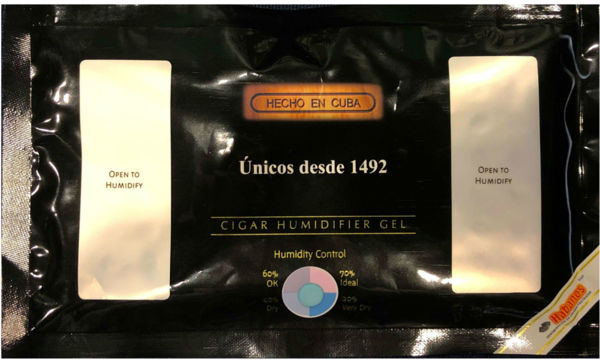 HECHO EN CUBA
Únicos desde 1492
OPEN TO
HUMIDIFY
OPEN TO
HUMIDIFY
CIGAR HUMIDIFIER GEL
Humidity Control
60%
OK
70%
Ideal
40%
Dry
20%
Very Dry
Habanos